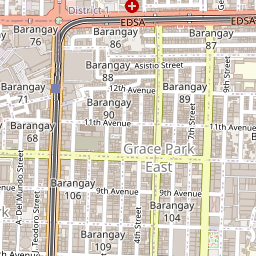 District 1
EDSA
EDSA
Barangay
76
Barangay
86
Barangay
87
Asistio Street
9th Street
Barangay
88
12th Avenue
Barangay
71
Barangay
89
Barangay
90
11th Avenue
11th Avenue
Barangay
68
7th Street
Grace Park
East
A. Del Mundo Street
Teodoro Street
Barangay
106
9th Avenue
9th Avenue
4th Street
Barangay
104
8th Street
Barangay
109